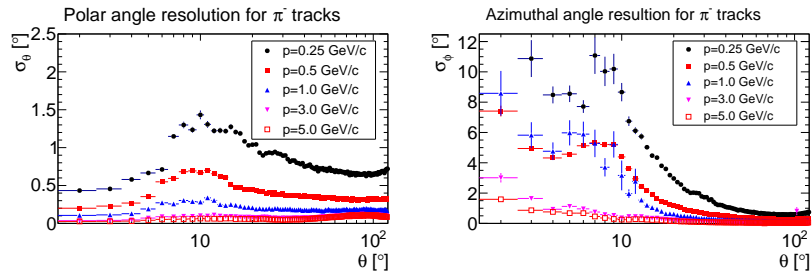 Polar angle resolution for π⁻ tracks
σθ [°]
2.5
2
1.5
1
0.5
0
p=0.25 GeV/c
p=0.5 GeV/c
p=1.0 GeV/c
p=3.0 GeV/c
p=5.0 GeV/c
10
10²
θ [°]
Azimuthal angle resultion for π⁻ tracks
σϕ [°]
12
10
8
6
4
2
0
p=0.25 GeV/c
p=0.5 GeV/c
p=1.0 GeV/c
p=3.0 GeV/c
p=5.0 GeV/c
10
10²
θ [°]